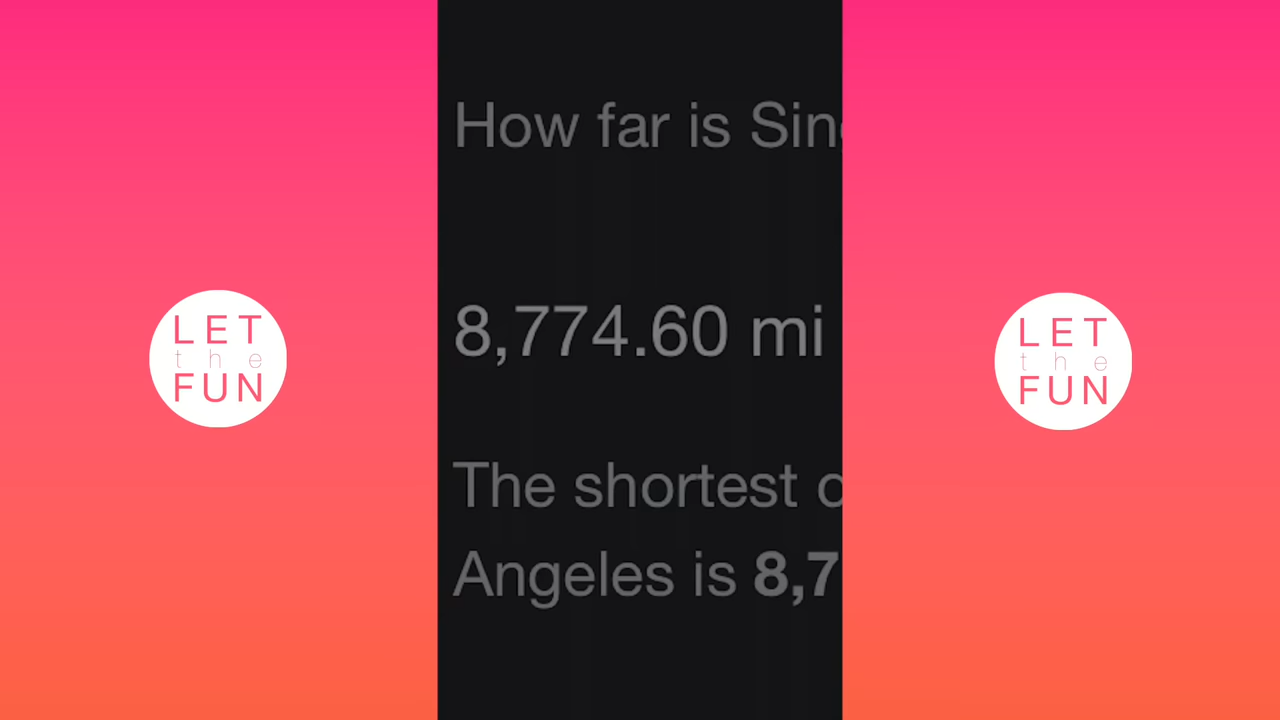 How far is Sin
8,774.60 mi
The shortest
Angeles is 8,7
LET
the
FUN
LET
the
FUN